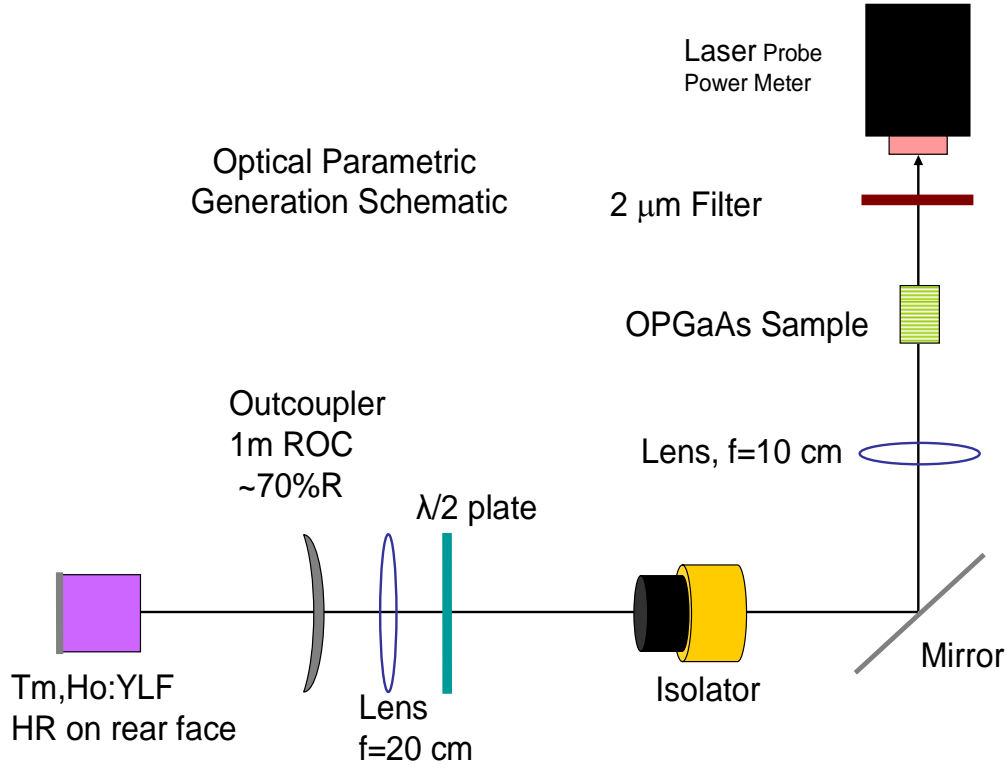 Laser Probe
Power Meter
Optical Parametric
Generation Schematic
2 μm Filter
OPGaAs Sample
Outcoupler
1m ROC
~70%R
Lens, f=10 cm
λ/2 plate
Mirror
Isolator
Tm,Ho:YLF
HR on rear face
Lens
f=20 cm